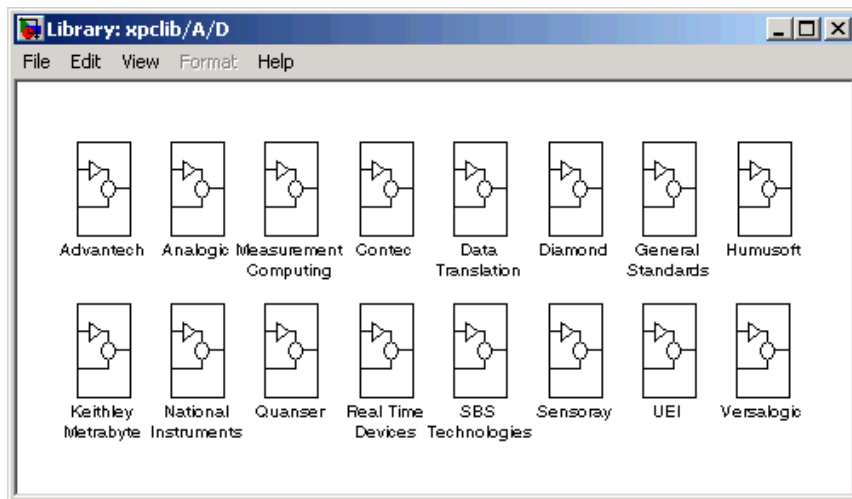 Library: xpclib/A/D
File Edit View Format Help
Advantech Analogic Measurement Contec Data Diamond General Humusoft
Computing Translation Standards
Keithley National Quanser Real Time SBS Sensoray UEI Versalogic
Metrabyte Instruments Devices Technologies